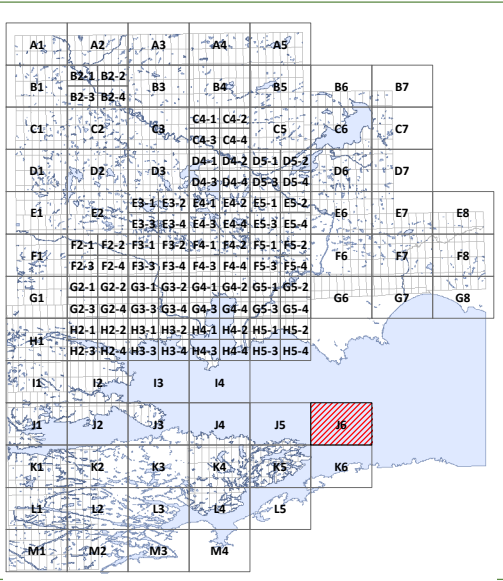 A1 A2 A3 A4 A5
B2-1 B2-2
B1 B3 B4 B5 B6 B7
B2-3 B2-4
C4-1 C4-2
C1 C2 C3 C5 C6 C7
C4-3 C4-4
D4-1 D4-2 D5-1 D5-2
D1 D2 D3 D6 D7
D4-3 D4-4 D5-3 D5-4
E3-1 E3-2 E4-1 E4-2 E5-1 E5-2
E1 E2 E6 E7 E8
E3-3 E3-4 E4-3 E4-4 E5-3 E5-4
F2-1 F2-2 F3-1 F3-2 F4-1 F4-2 F5-1 F5-2
F1 F6 F7 F8
F2-3 F2-4 F3-3 F3-4 F4-3 F4-4 F5-3 F5-4
G2-1 G2-2 G3-1 G3-2 G4-1 G4-2 G5-1 G5-2
G1 G6 G7 G8
G2-3 G2-4 G3-3 G3-4 G4-3 G4-4 G5-3 G5-4
H2-1 H2-2 H3-1 H3-2 H4-1 H4-2 H5-1 H5-2
H1
H2-3 H2-4 H3-3 H3-4 H4-3 H4-4 H5-3 H5-4
I1 I2 I3 I4
J1 J2 J3 J4 J5 J6
K1 K2 K3 K4 K5 K6
L1 L2 L3 L4 L5
M1 M2 M3 M4